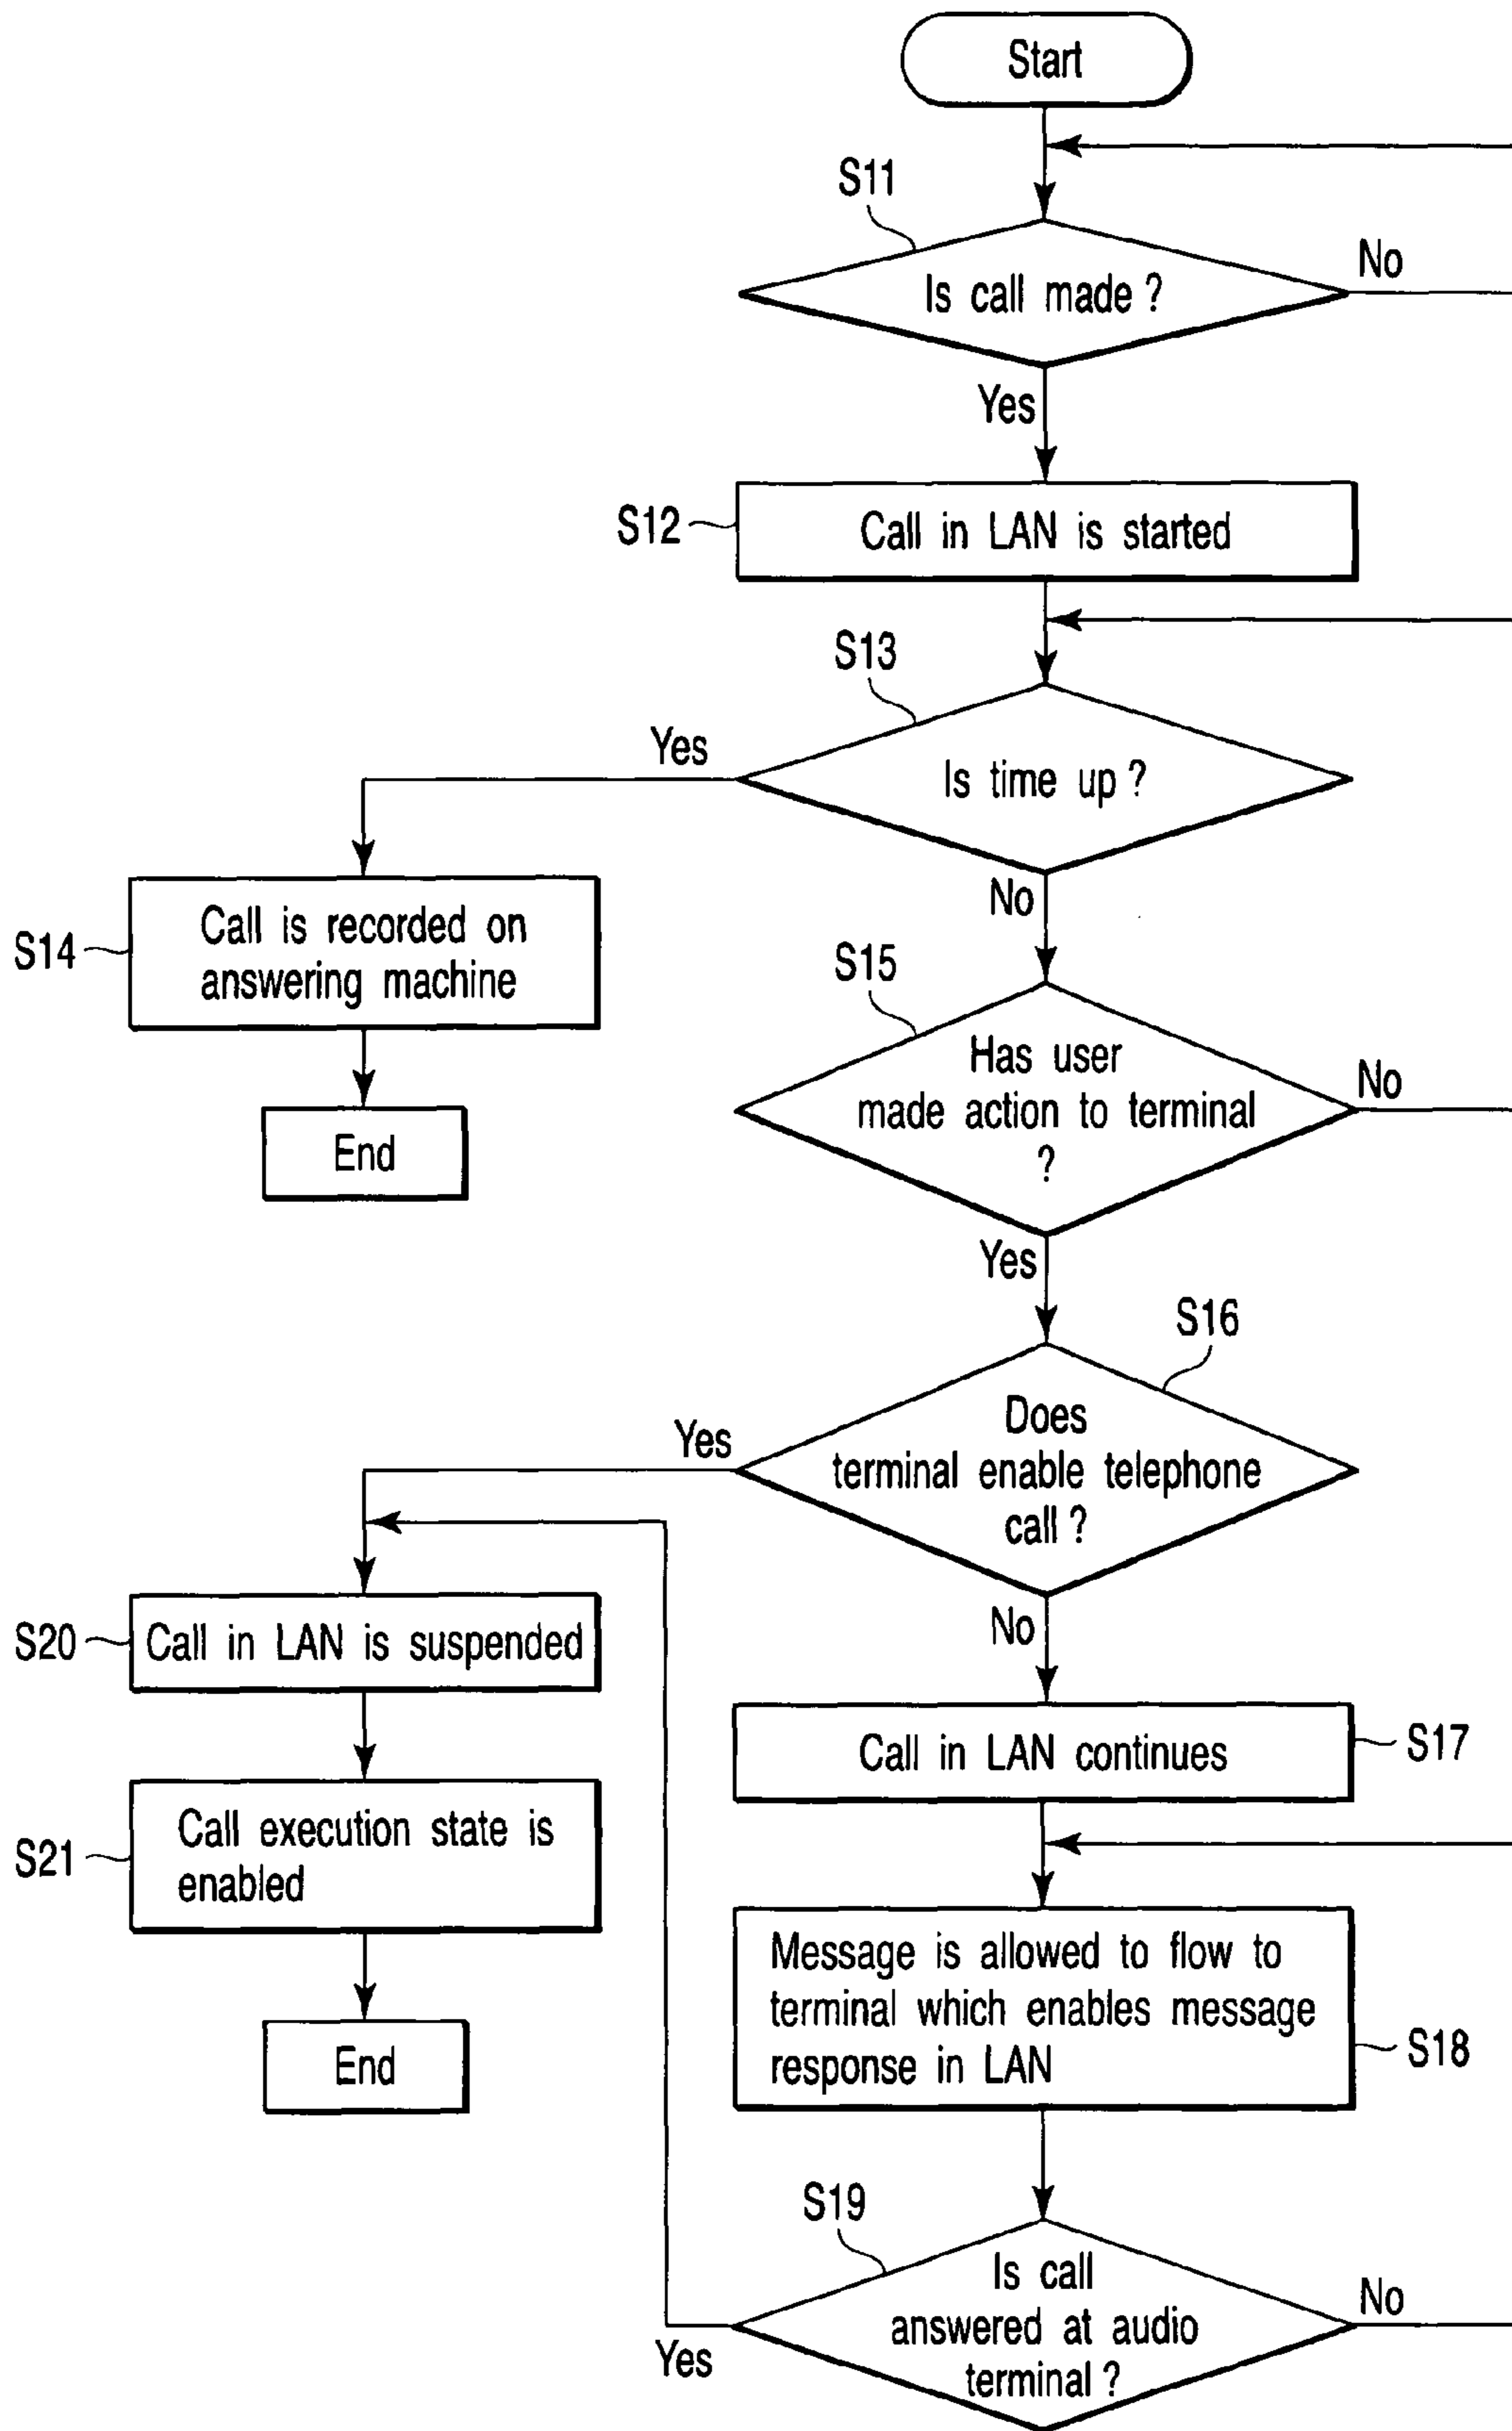 Start
S11
Is call made ?
No
Yes
S12
Call in LAN is started
S13
Yes
Is time up ?
No
S14
Call is recorded on
answering machine
End
S15
Has user
made action to terminal
?
No
Yes
S16
Does
terminal enable telephone
call ?
Yes
No
S20
Call in LAN is suspended
S17
Call in LAN continues
S21
Call execution state is
enabled
End
Message is allowed to flow to
terminal which enables message
response in LAN
S18
S19
Is call
answered at audio
terminal ?
No
Yes